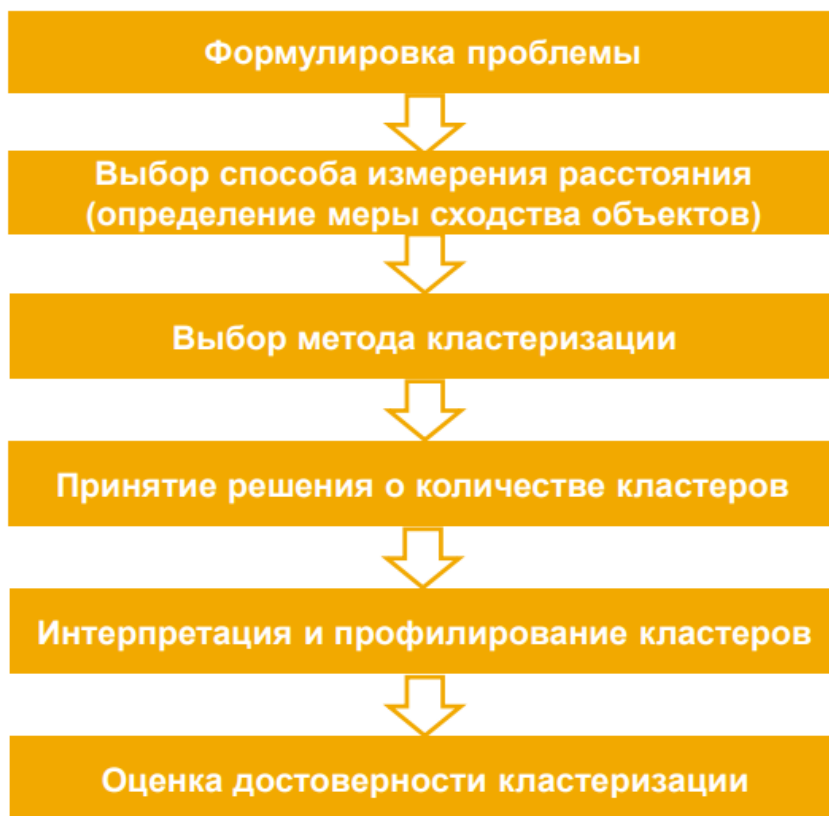 Формулировка проблемы
Выбор способа измерения расстояния
(определение меры сходства объектов)
Выбор метода кластеризации
Принятие решения о количестве кластеров
Интерпретация и профилирование кластеров
Оценка достоверности кластеризации